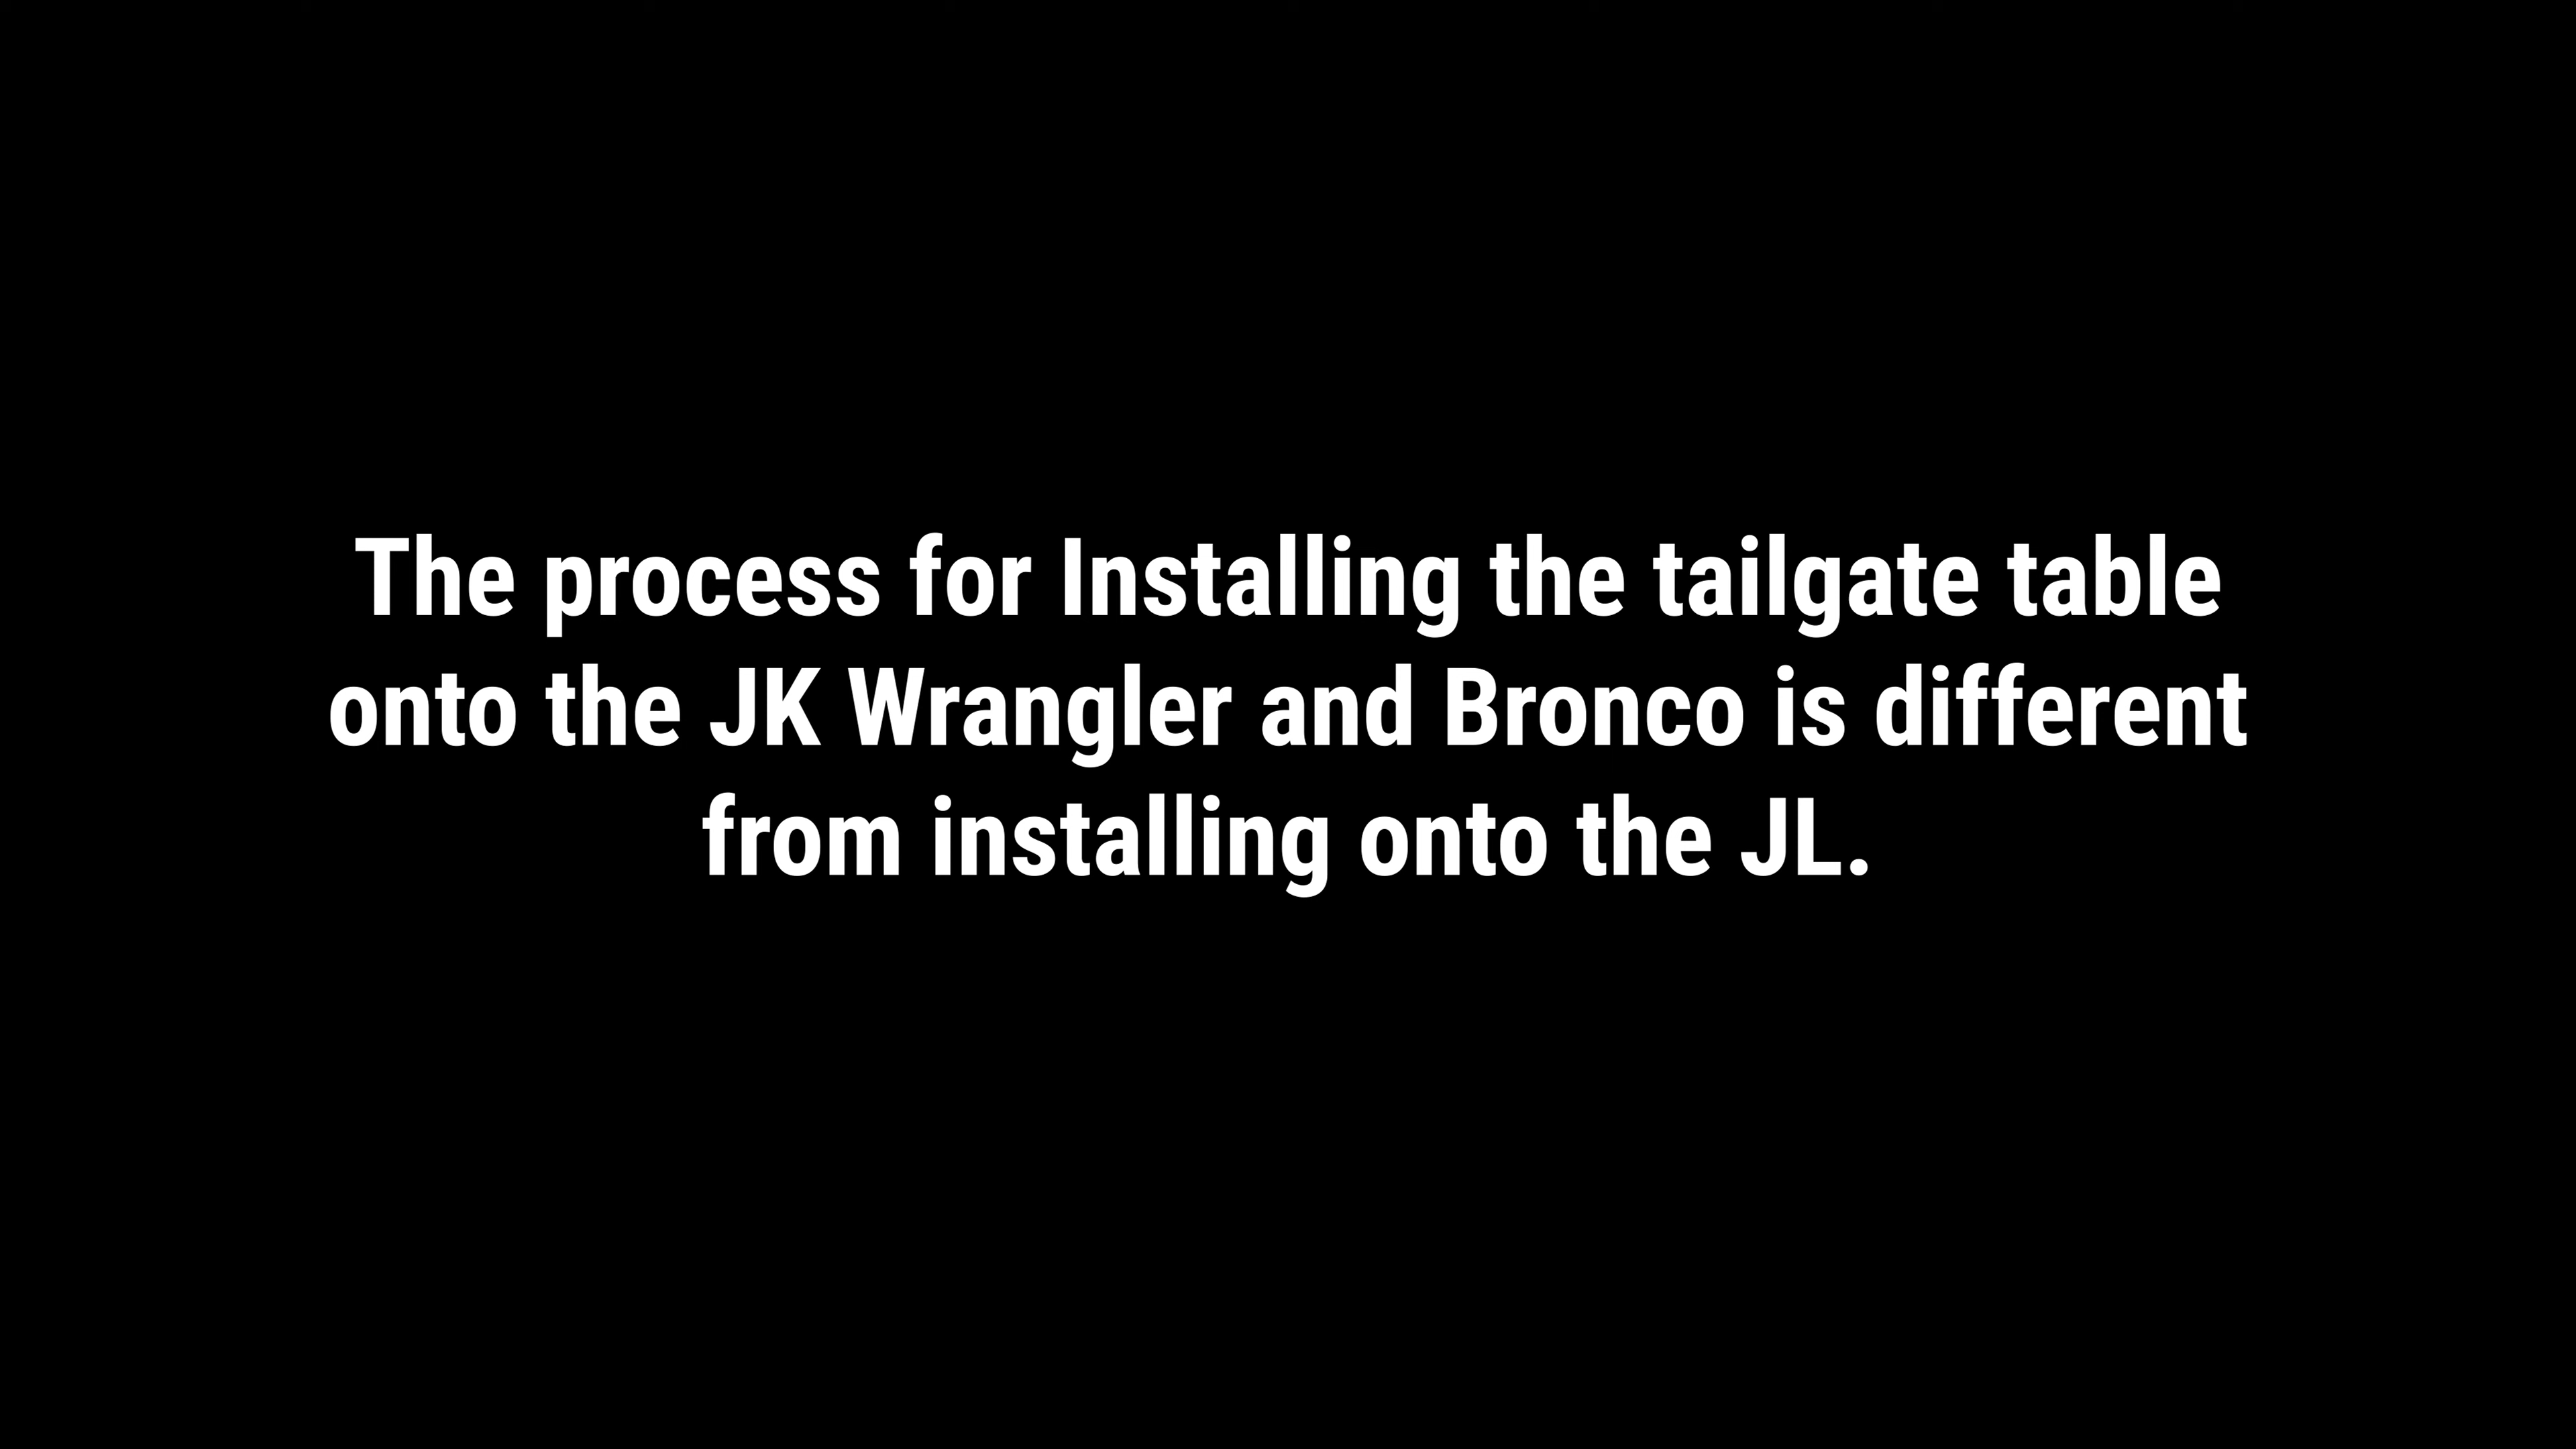 The process for Installing the tailgate table
onto the JK Wrangler and Bronco is different
from installing onto the JL.